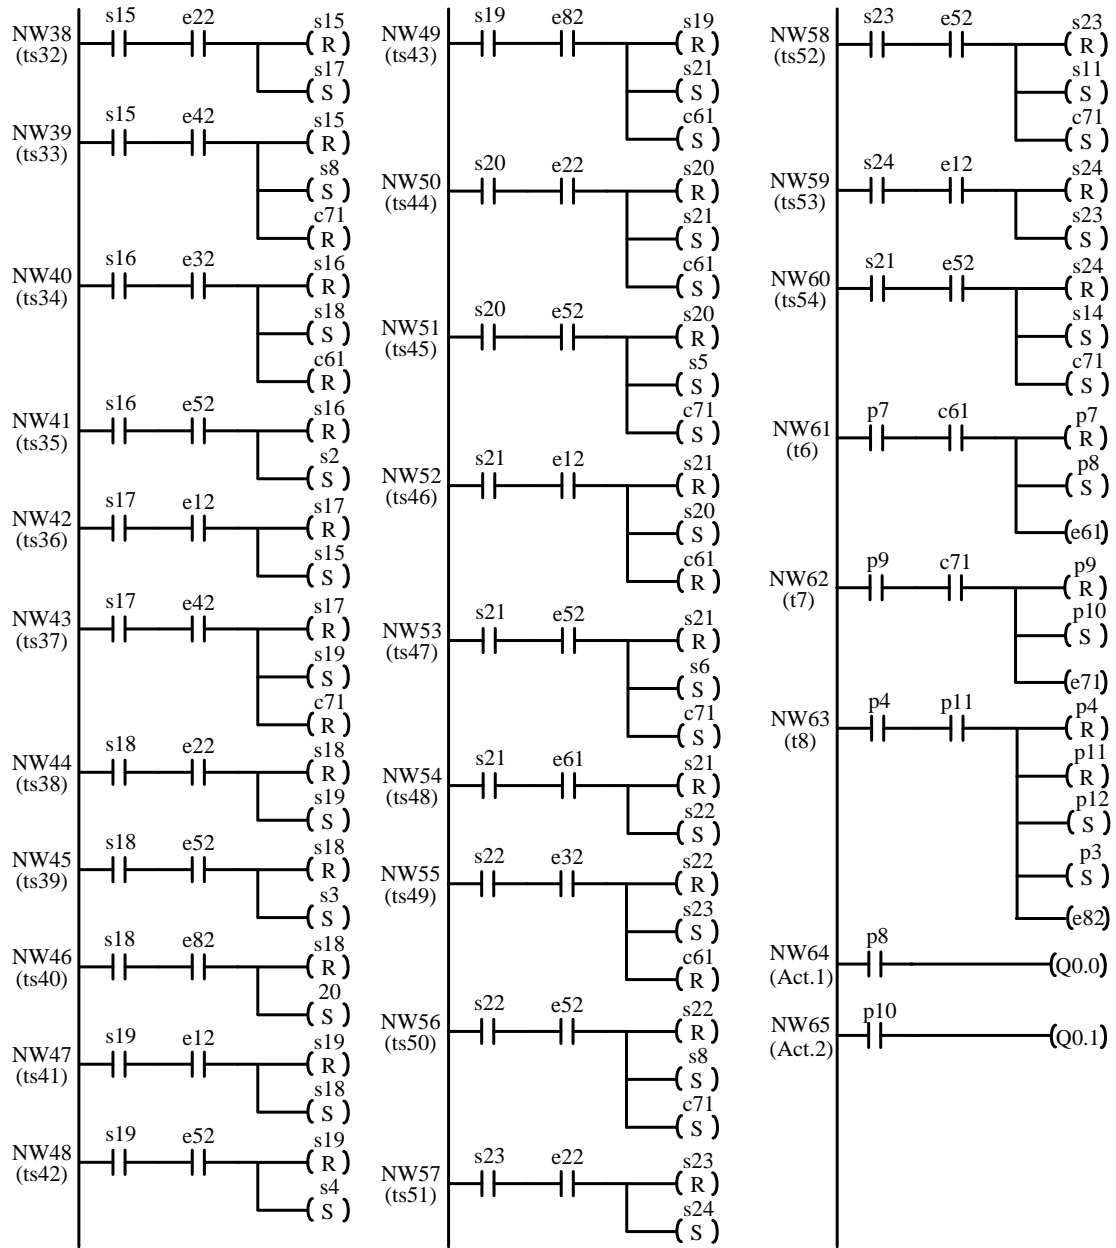 s15 e22 s15
NW38 R
(ts32) s17
S
s15 e42 s15
NW39 R
(ts33) s8
S
c71
R
s16 e32 s16
NW40 R
(ts34) s18
S
c61
R
s16 e52 s16
NW41 R
(ts35) s2
S
s17 e12 s17
NW42 R
(ts36) s15
S
s17 e42 s17
NW43 R
(ts37) s19
S
c71
R
s18 e22 s18
NW44 R
(ts38) s19
S
s18 e52 s18
NW45 R
(ts39) s3
S
s18 e82 s18
NW46 R
(ts40) 20
S
s19 e12 s19
NW47 R
(ts41) s18
S
s19 e52 s19
NW48 R
(ts42) s4
S
s19 e82 s19
NW49 R
(ts43) s21
S
c61
S
s20 e22 s20
NW50 R
(ts44) s21
S
c61
S
s20 e52 s20
NW51 R
(ts45) s5
S
c71
S
s21 e12 s21
NW52 R
(ts46) s20
S
c61
R
s21 e52 s21
NW53 R
(ts47) s6
S
c71
S
s21 e61 s21
NW54 R
(ts48) s22
S
s22 e32 s22
NW55 R
(ts49) s23
S
c61
R
s22 e52 s22
NW56 R
(ts50) s8
S
c71
S
s23 e22 s23
NW57 R
(ts51) s24
S
s23 e52 s23
NW58 R
(ts52) s11
S
c71
S
s24 e12 s24
NW59 R
(ts53) s23
S
s21 e52 s24
NW60 R
(ts54) s14
S
c71
S
p7 c61 p7
NW61 R
(t6) p8
S
e61
p9 c71 p9
NW62 R
(t7) p10
S
e71
p4 p11 p4
NW63 R
(t8) p11
R
p12
S
p3
S
e82
p8
NW64 Q0.0
(Act.1)
p10
NW65 Q0.1
(Act.2)